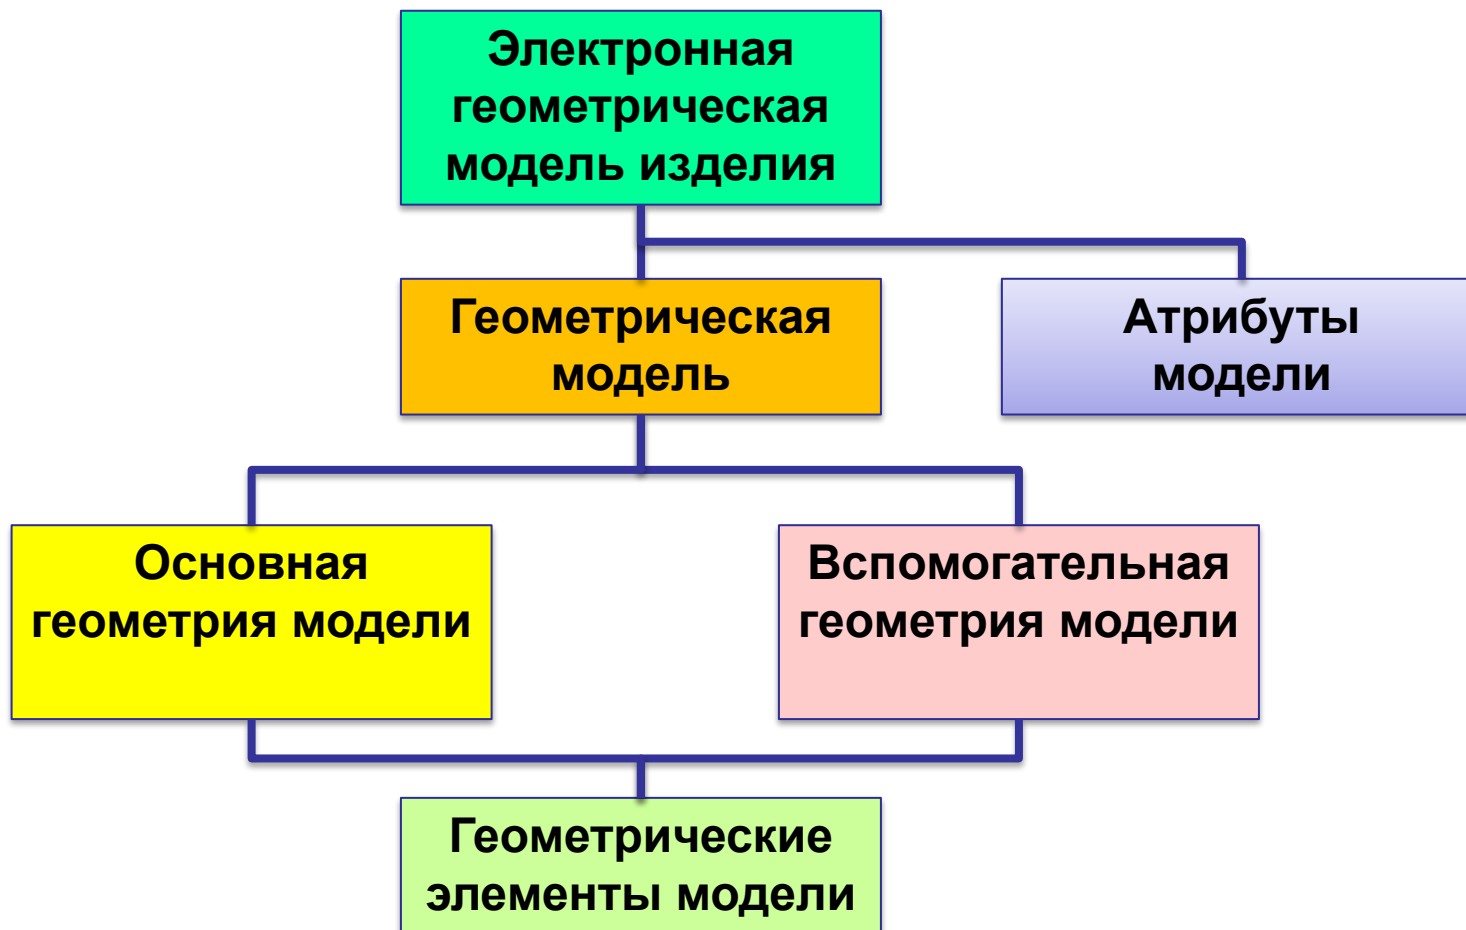 Электронная
геометрическая
модель изделия
Геометрическая
модель
Атрибуты
модели
Основная
геометрия модели
Вспомогательная
геометрия модели
Геометрические
элементы модели